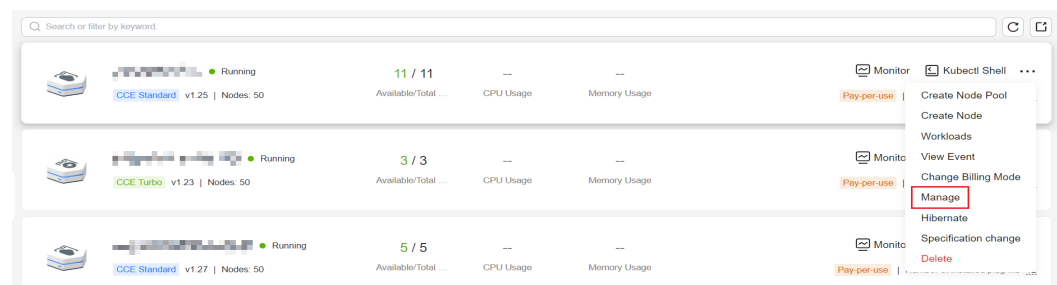 Search or filter by keyword.
Running
11 / 11
--
--
Monitor
Kubectl Shell
CCE Standard v1.25 | Nodes: 50
Available/Total ...
CPU Usage
Memory Usage
Pay-per-use |
Create Node Pool
Create Node
Workloads
View Event
Change Billing Mode
Manage
Hibernate
Specification change
Delete
Running
3 / 3
--
--
Monito
CCE Turbo v1.23 | Nodes: 50
Available/Total ...
CPU Usage
Memory Usage
Pay-per-use |
Running
5 / 5
--
--
Monito
CCE Standard v1.27 | Nodes: 50
Available/Total ...
CPU Usage
Memory Usage
Pay-per-use |